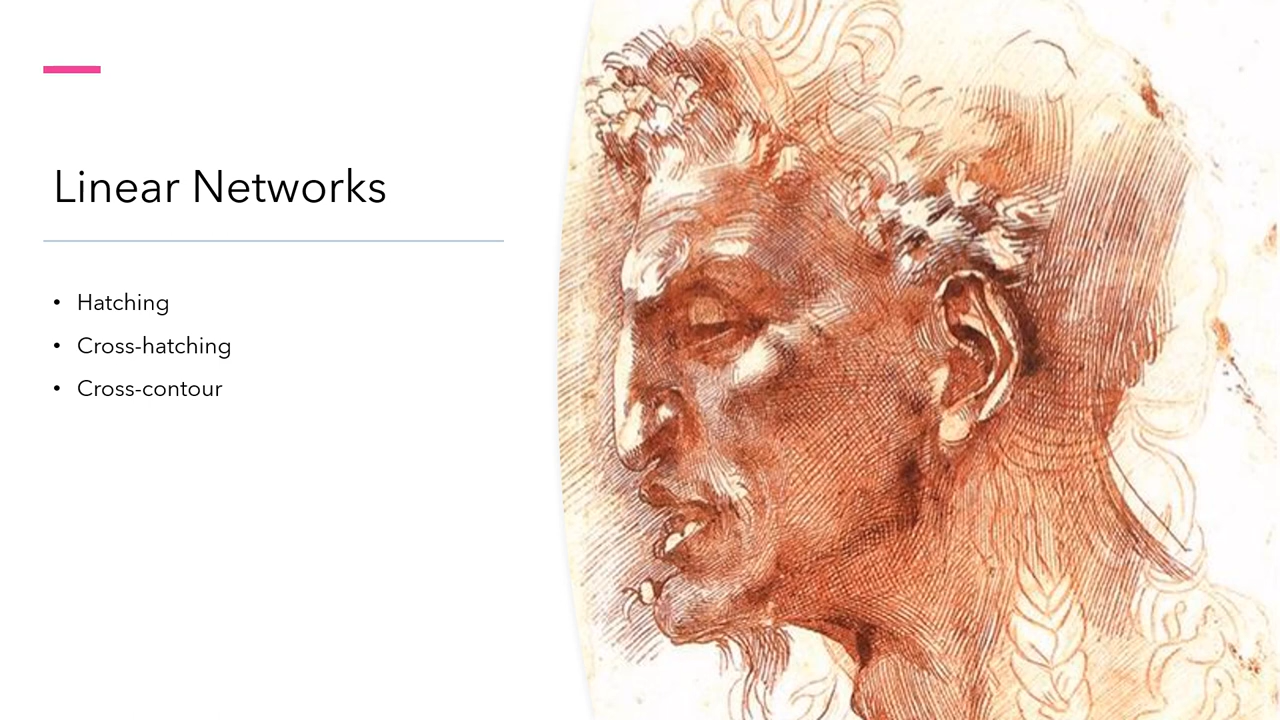 Linear Networks
• Hatching
• Cross-hatching
• Cross-contour